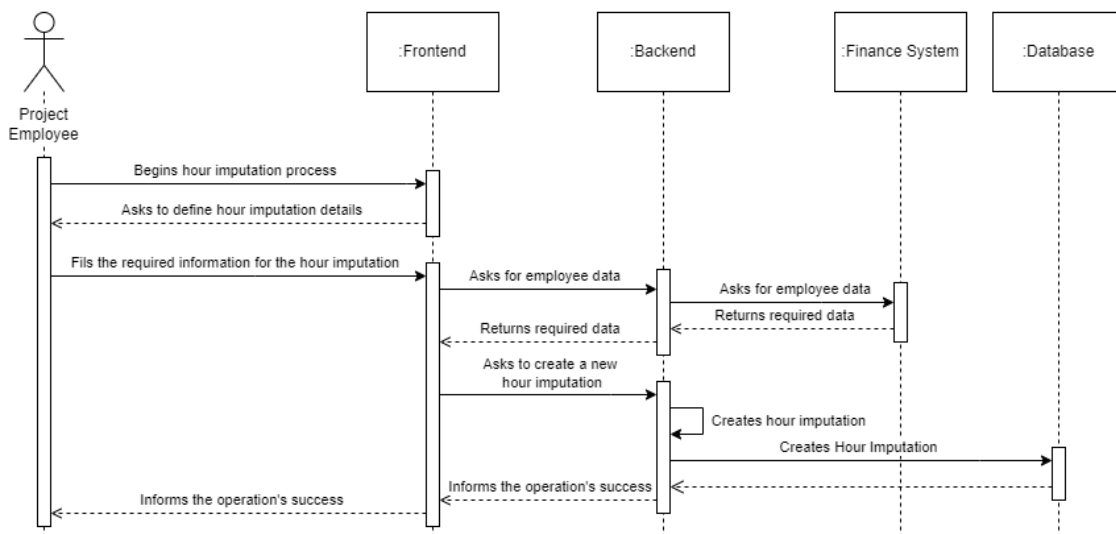 :Frontend
:Backend
:Finance System
:Database
Project
Employee
Begins hour imputation process
Asks to define hour imputation details
Fils the required information for the hour imputation
Asks for employee data
Asks for employee data
Returns required data
Returns required data
Asks to create a new
hour imputation
Creates hour imputation
Creates Hour Imputation
Informs the operation's success
Informs the operation's success